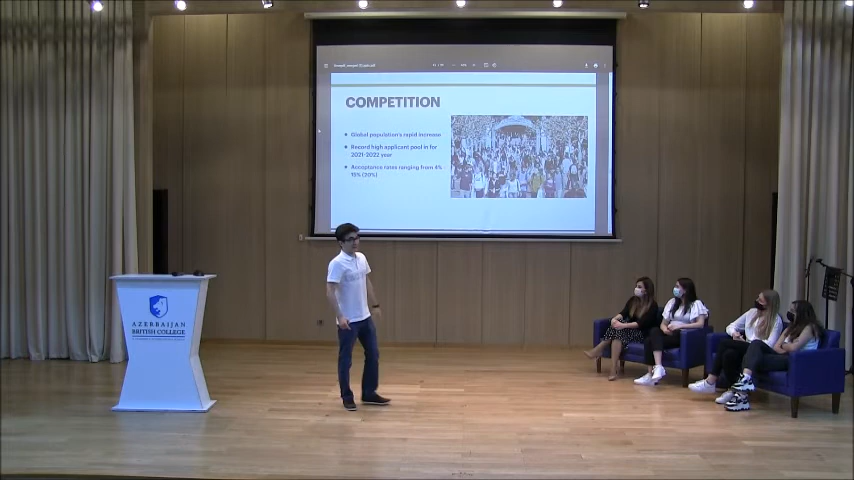 COMPETITION
Global population's rapid increase
Record high applicant pool in for
2021-2022 year
Acceptance rates ranging from 4% -
15% (20%)
AZERBAIJAN
BRITISH COLLEGE